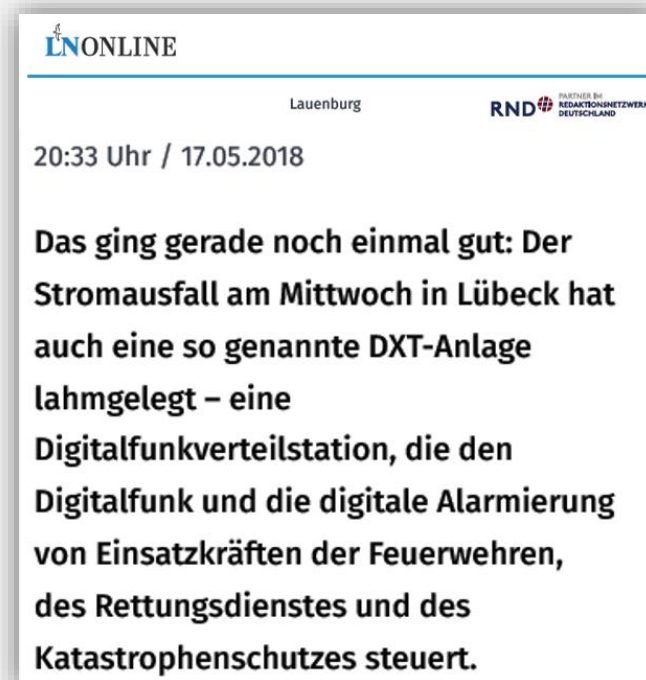 LNONLINE
Lauenburg
RND PARTNER IM
REDAKTIONSNETZWERK
DEUTSCHLAND
20:33 Uhr / 17.05.2018
Das ging gerade noch einmal gut: Der
Stromausfall am Mittwoch in Lübeck hat
auch eine so genannte DXT-Anlage
lahmgelegt – eine
Digitalfunkverteilstation, die den
Digitalfunk und die digitale Alarmierung
von Einsatzkräften der Feuerwehren,
des Rettungsdienstes und des
Katastrophenschutzes steuert.